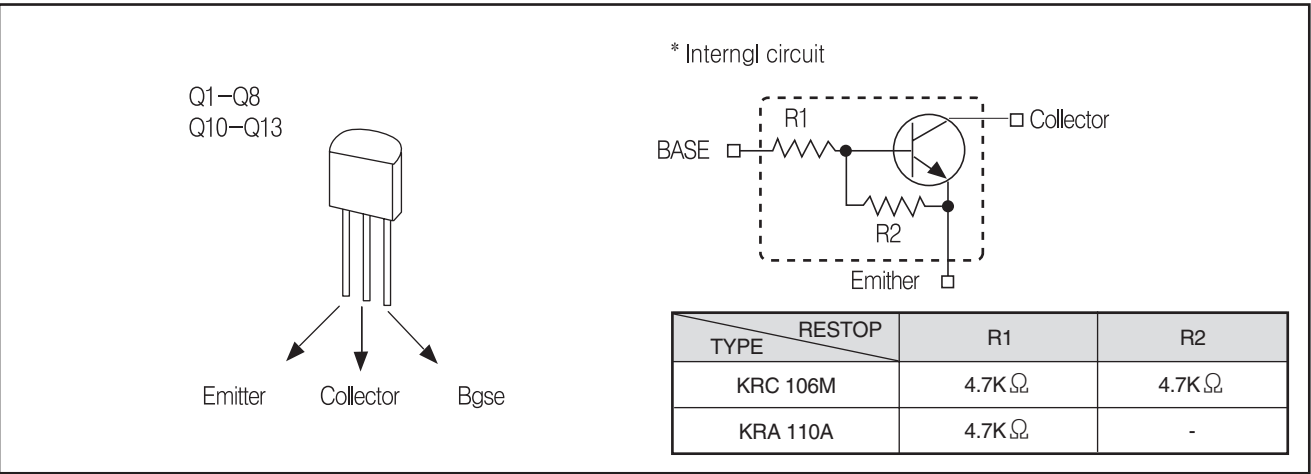 Q1-Q8
Q10-Q13
Emitter Collector Bgse
* Interngl circuit
R1
Collector
BASE
R2
Emither
RESTOP
TYPE R1 R2
KRC 106M 4.7KΩ 4.7KΩ
KRA 110A 4.7KΩ -